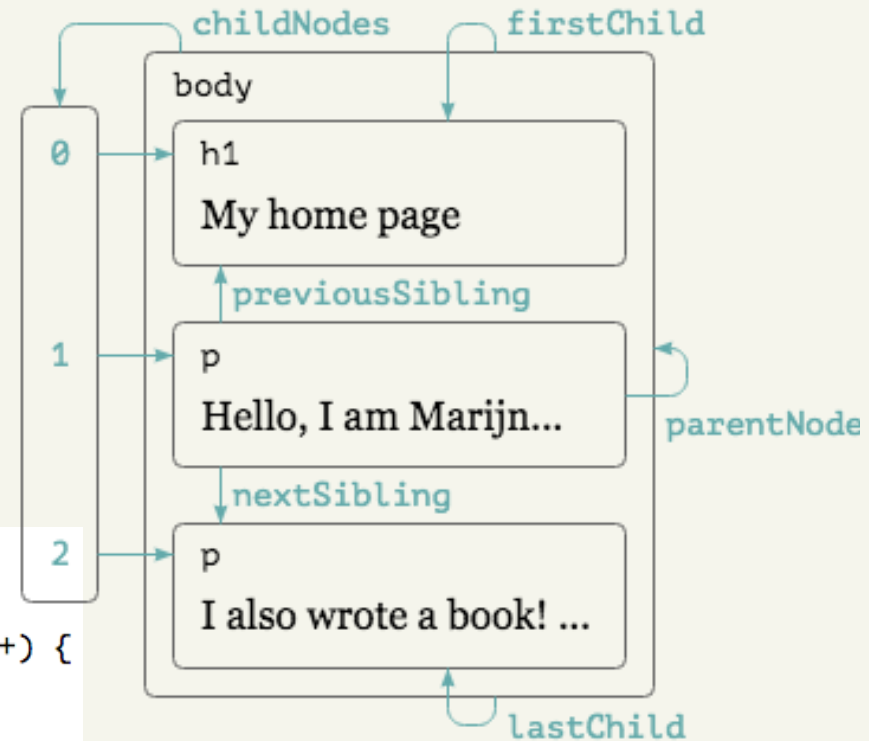 childNodes firstChild
body
0 h1
My home page
previousSibling
1 p
Hello, I am Marijn...
parentNode
nextSibling
2 p
I also wrote a book! ...
+) {
lastChild